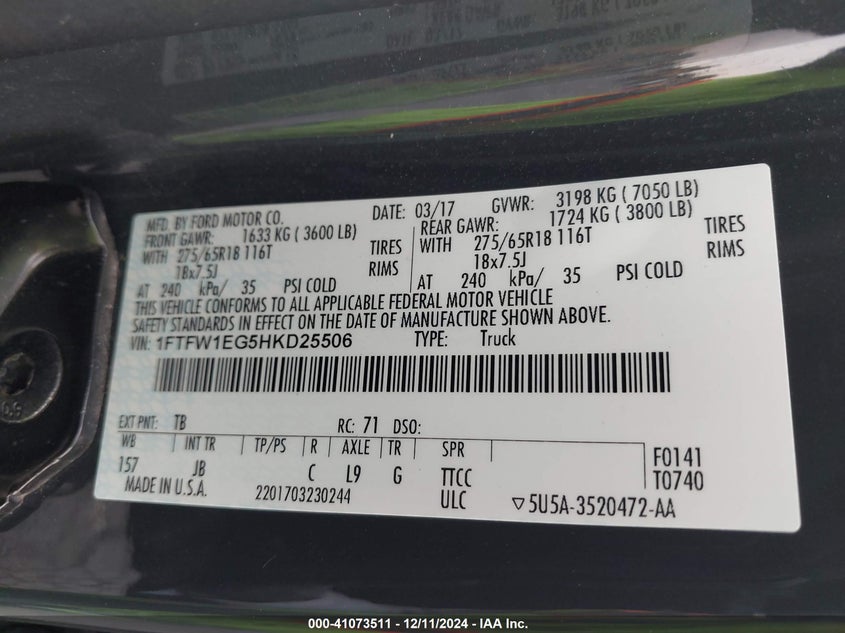 MFD. BY FORD MOTOR CO.
DATE: 03/17 GVWR: 3198 KG ( 7050 LB)
FRONT GAWR: 1633 KG ( 3600 LB)
REAR GAWR: 1724 KG ( 3800 LB)
WITH 275/65R18 116T TIRES
WITH 275/65R18 116T TIRES
18x7.5J RIMS
18x7.5J RIMS
AT 240 kPa/ 35 PSI COLD
AT 240 kPa/ 35 PSI COLD
THIS VEHICLE CONFORMS TO ALL APPLICABLE FEDERAL MOTOR VEHICLE
SAFETY STANDARDS IN EFFECT ON THE DATE OF MANUFACTURE SHOWN ABOVE.
VIN: 1FTFW1EG5HKD25506 TYPE: Truck
EXT PNT: TB RC: 71 DSO:
WB INT TR TP/PS R AXLE TR SPR
157 JB C L9 G TTCC
F0141
T0740
MADE IN U.S.A. 2201703230244 ULC ▽5U5A-3520472-AA
000-41073511 - 12/11/2024 - IAA Inc.